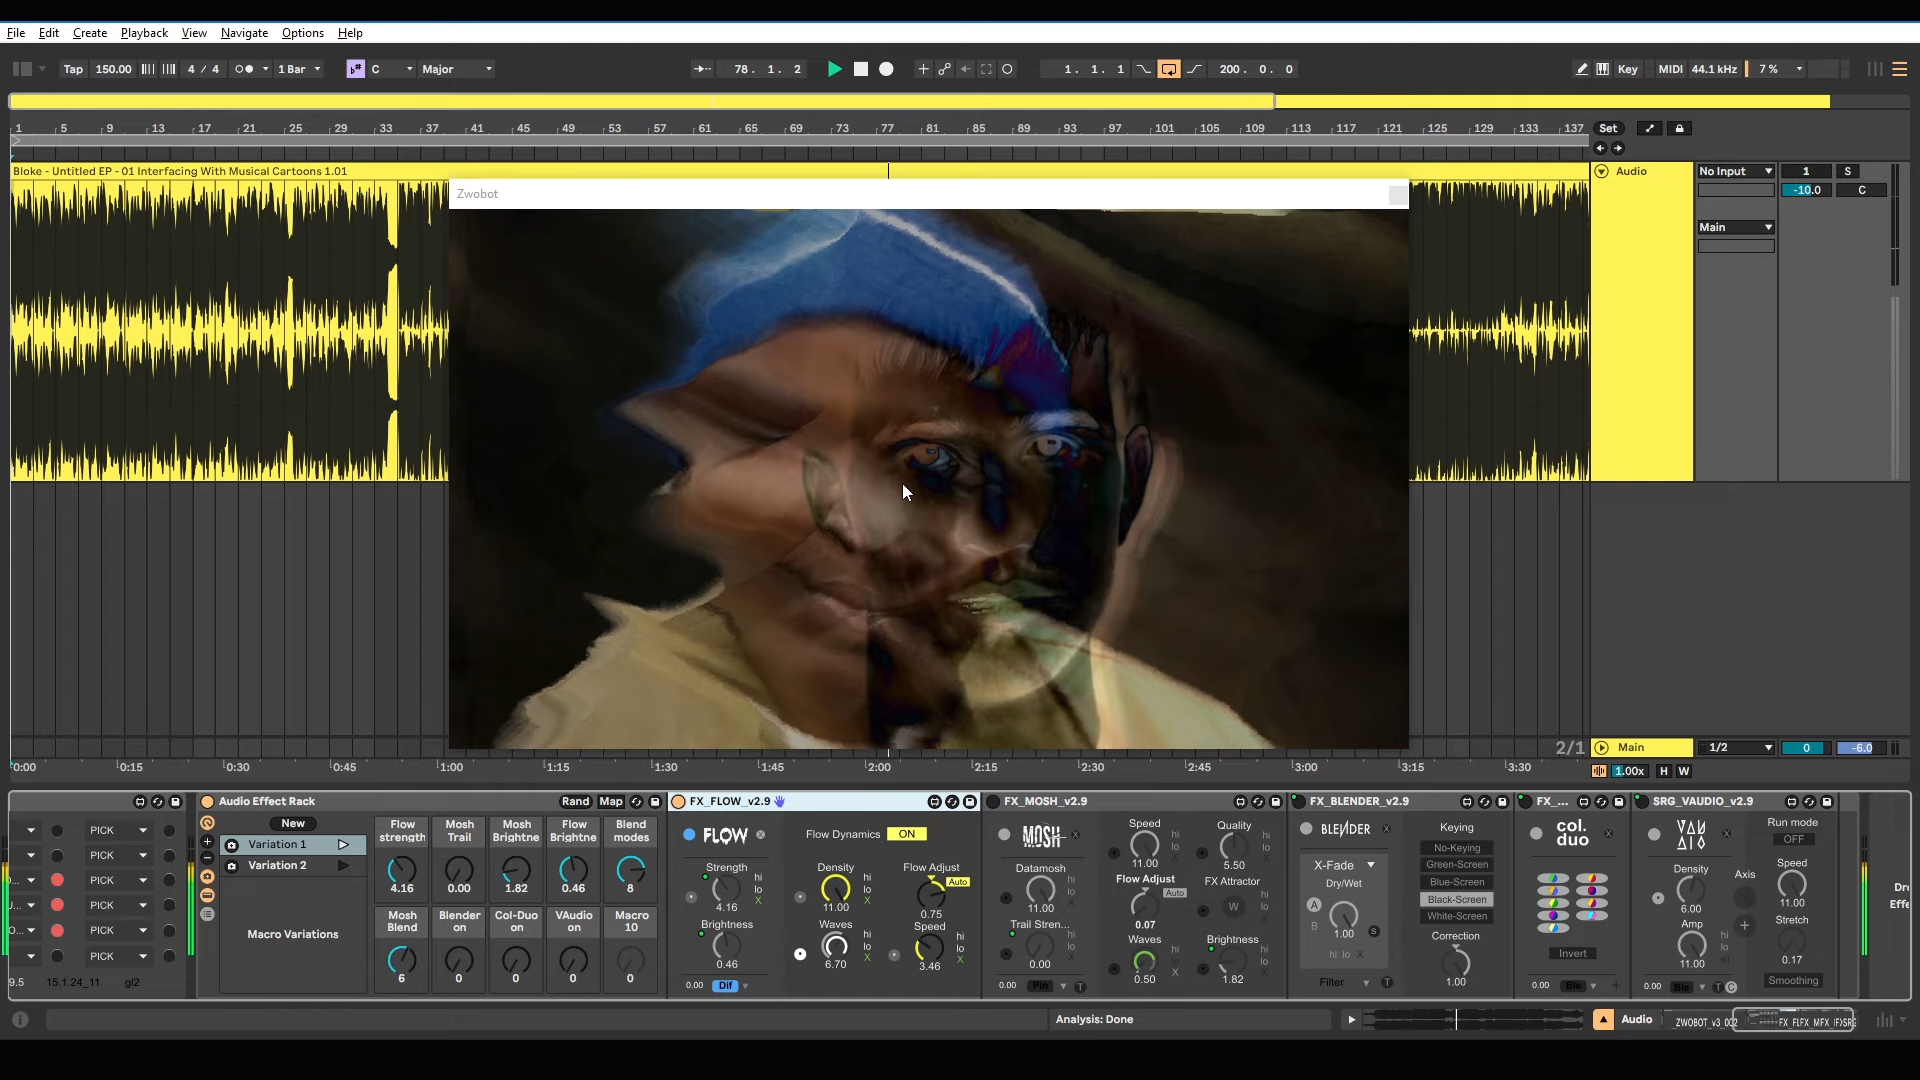 File Edit Create Playback View Navigate Options Help
Tap 150.00 4 / 4 1 Bar C Major 78. 1. 2 1. 1. 1 200. 0. 0 Key MIDI 44.1 kHz 7 %
1 5 9 13 17 21 25 29 33 37 41 45 49 53 57 61 65 69 73 77 81 85 89 93 97 101 105 109 113 117 121 125 129 133 137 Set
Bloke - Untitled EP - 01 Interfacing With Musical Cartoons 1.01
Audio No Input 1 S
-10.0 C
Main
Zwobot
2/1 Main 1/2 0 -6.0
0:00 0:15 0:30 0:45 1:00 1:15 1:30 1:45 2:00 2:15 2:30 2:45 3:00 3:15 3:30 1.00x H W
PICK
PICK
PICK
PICK
PICK
PICK
9.5 15.1.24_11 gl2
Audio Effect Rack Rand Map
New
Variation 1
Variation 2
Macro Variations
Flow strength
4.16
Mosh Trail
0.00
Mosh Brightne
1.82
Flow Brightne
0.46
Blend modes
8
Mosh Blend
6
Blender on
0
Col-Duo on
0
VAudio on
0
Macro 10
0
FX_FLOW_v2.9
FLOW
Flow Dynamics ON
Strength
hi
lo
X
4.16
Brightness
0.46
0.00 Dif
Density
hi
lo
X
11.00
Waves
hi
lo
X
6.70
Flow Adjust
Auto
0.75
Speed
hi
lo
X
3.46
FX_MOSH_v2.9
MOSH
Datamosh
11.00
Trail Stren...
0.00
0.00 Pin T
Speed
hi
lo
X
11.00
Flow Adjust
Auto
0.07
Waves
hi
lo
X
0.50
Quality
hi
lo
X
5.50
FX Attractor
W
Brightness
hi
lo
X
1.82
FX_BLENDER_v2.9
BLENDER
X-Fade
Dry/Wet
A
B
1.00
S
hi lo X
Filter T
Keying
No-Keying
Green-Screen
Blue-Screen
Black-Screen
White-Screen
Correction
1.00
FX_...
col.
duo
Invert
0.00 Ble
SRG_VAUDIO_v2.9
Density
6.00
Amp
11.00
0.00 Ble T C
Axis
Run mode
OFF
Speed
11.00
Stretch
0.17
Smoothing
Dro
Effe
Analysis: Done
Audio
ZWOBOT_v3_002